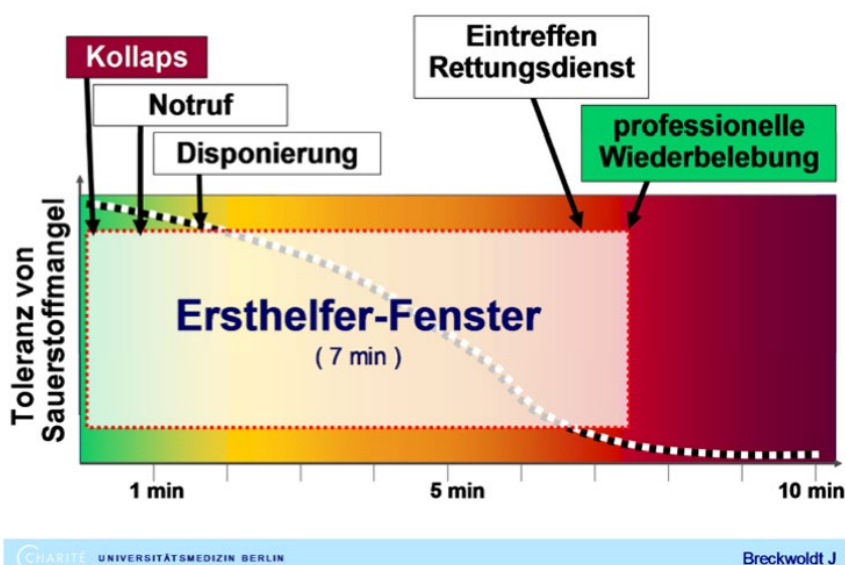 Kollaps
Notruf
Disponierung
Eintreffen
Rettungsdienst
professionelle
Wiederbelebung
Toleranz von
Sauerstoffmangel
Ersthelfer-Fenster
( 7 min )
1 min
5 min
10 min
CHARITÉ UNIVERSITÄTSMEDIZIN BERLIN
Breckwoldt J